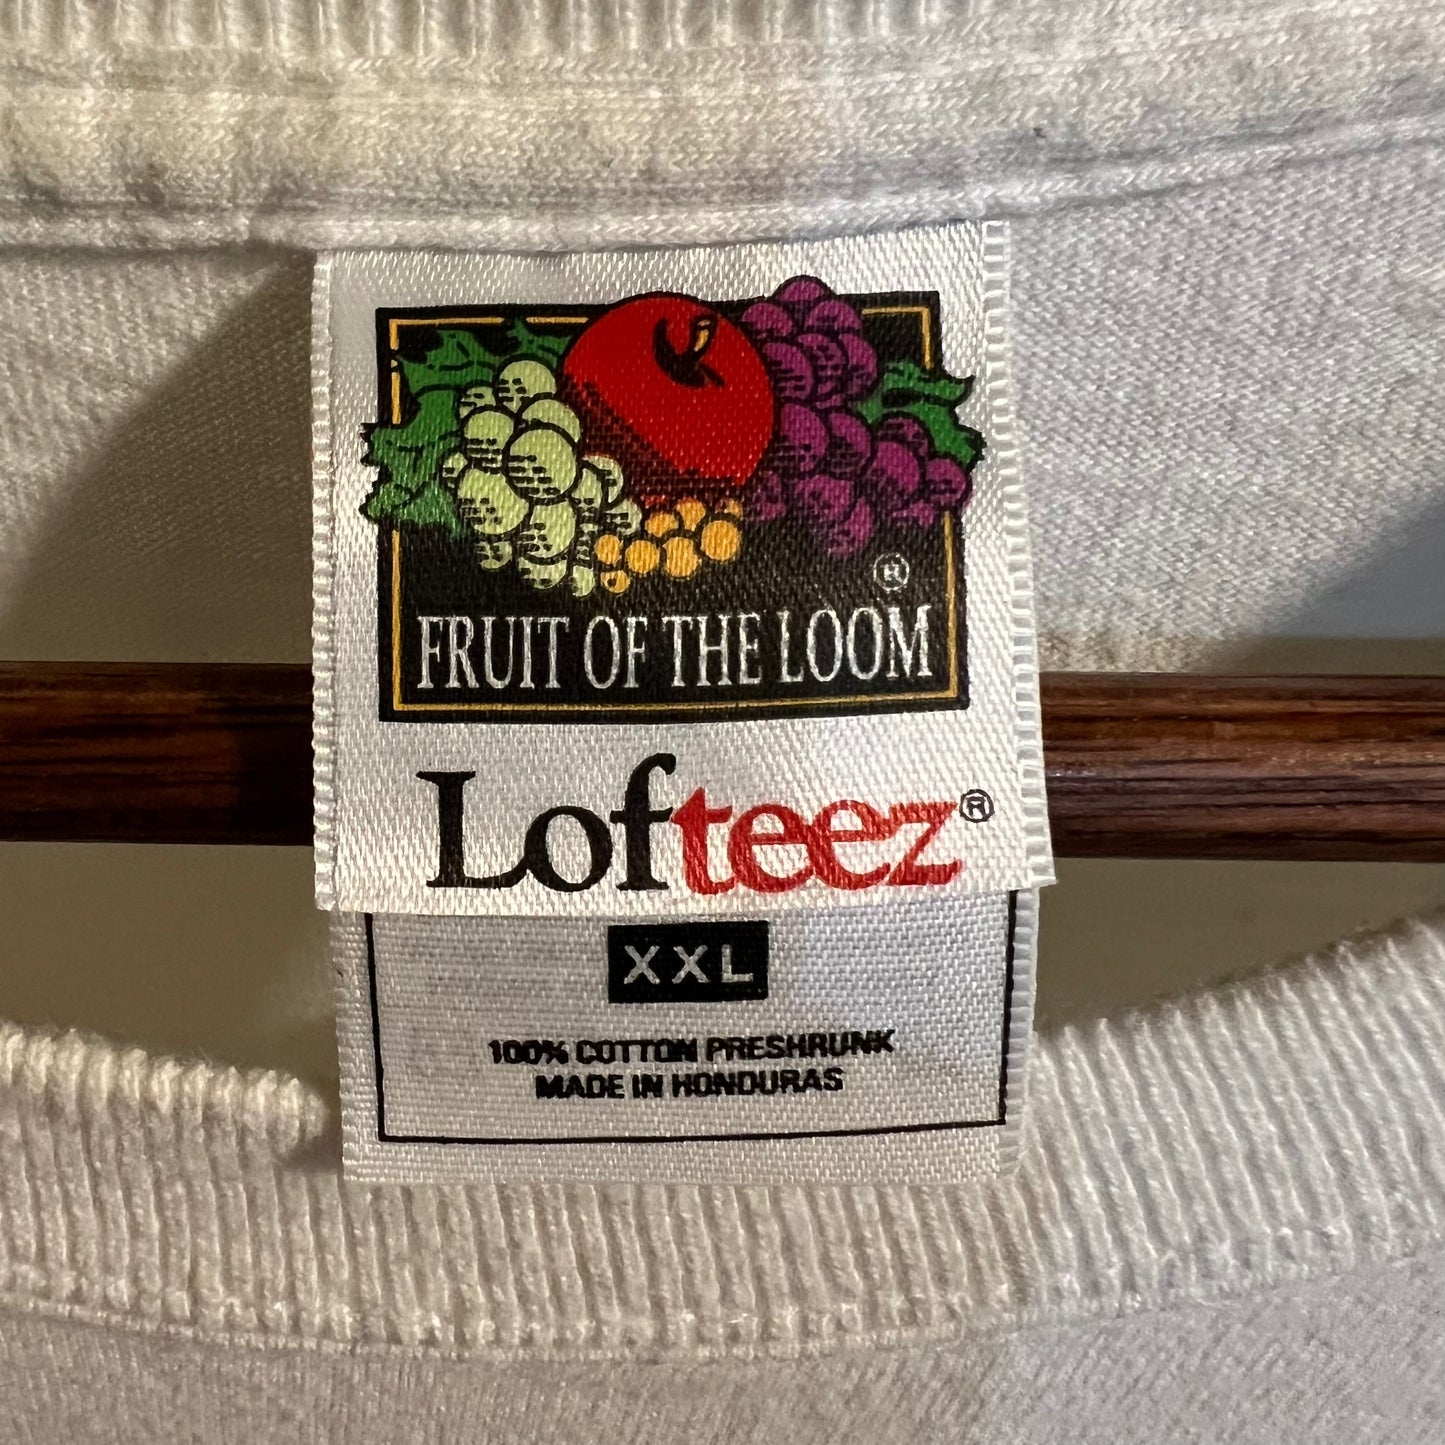 ®
FRUIT OF THE LOOM
Lofteez®
XXL
100% COTTON PRESHRUNK
MADE IN HONDURAS